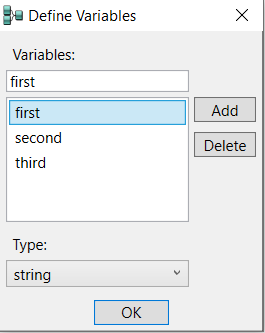 Define Variables
Variables:
first
first
Add
second
Delete
third
Type:
string
OK